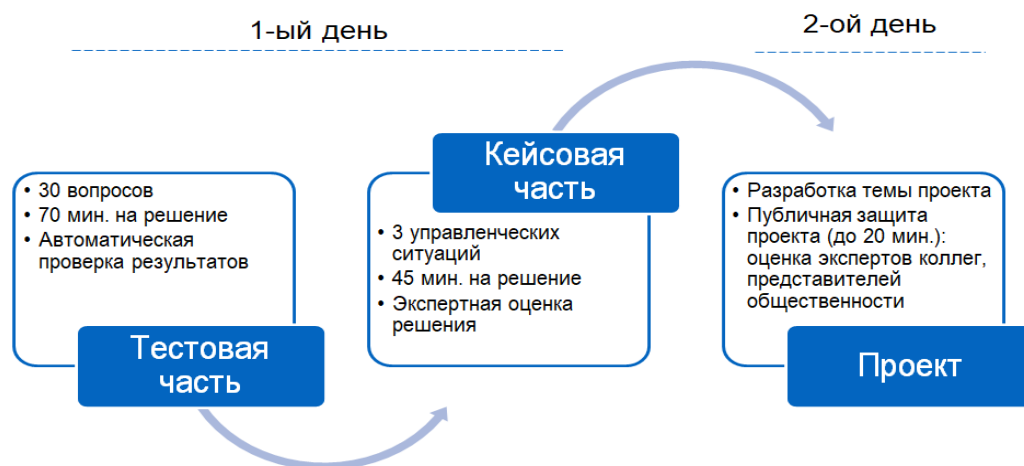 1-ый день
2-ой день
• 30 вопросов
• 70 мин. на решение
• Автоматическая
проверка результатов
Тестовая
часть
Кейсовая
часть
• 3 управленческих
ситуаций
• 45 мин. на решение
• Экспертная оценка
решения
• Разработка темы проекта
• Публичная защита
проекта (до 20 мин.):
оценка экспертов коллег,
представителей
общественности
Проект